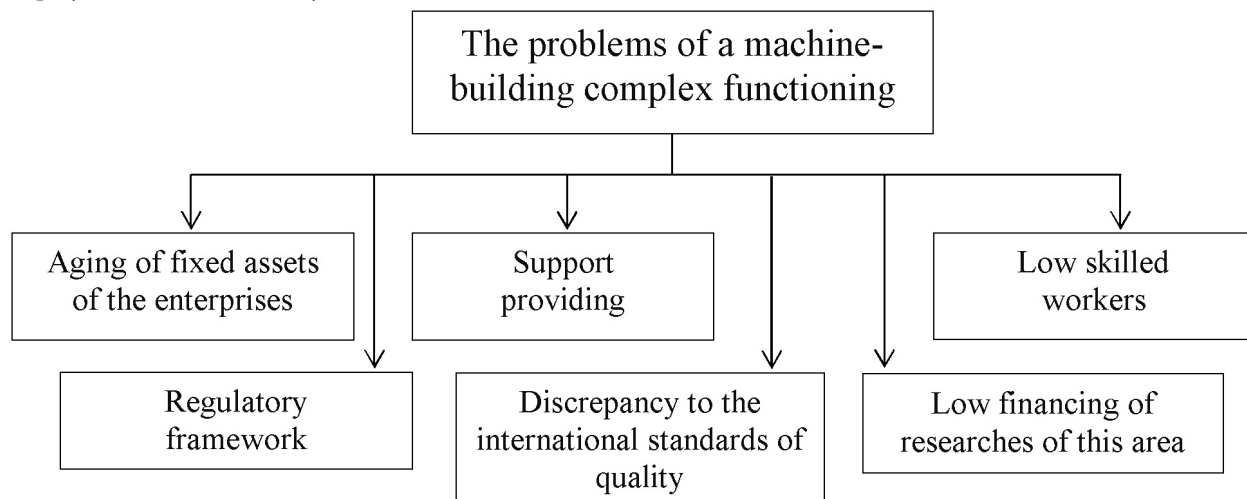 The problems of a machine-
building complex functioning
Aging of fixed assets
of the enterprises
Support
providing
Low skilled
workers
Regulatory
framework
Discrepancy to the
international standards of
quality
Low financing of
researches of this area